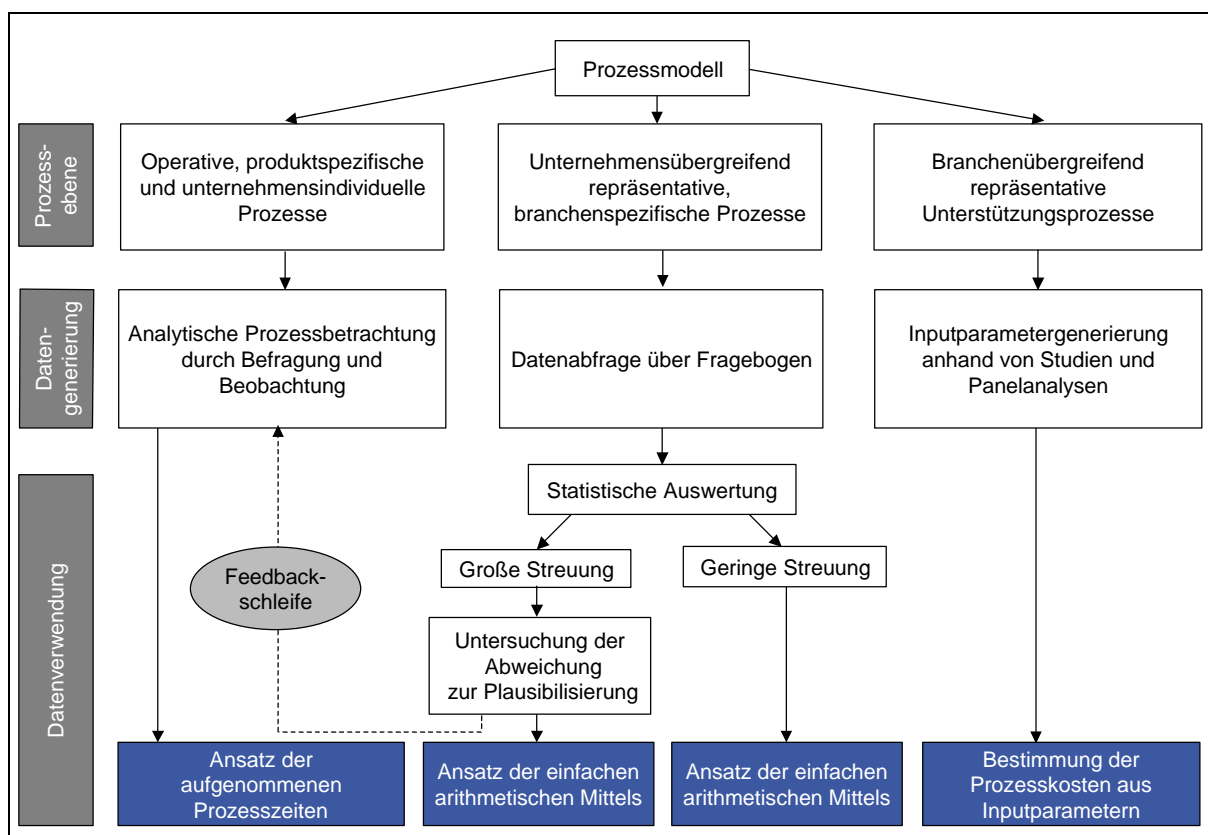 Prozessmodell
Prozess-
ebene
Operative, produktspezifische
und unternehmensindividuelle
Prozesse
Unternehmensübergreifend
repräsentative,
branchenspezifische Prozesse
Branchenübergreifend
repräsentative
Unterstützungsprozesse
Daten-
generierung
Analytische Prozessbetrachtung
durch Befragung und
Beobachtung
Datenabfrage über Fragebogen
Inputparametergenerierung
anhand von Studien und
Panelanalysen
Datenverwendung
Statistische Auswertung
Große Streuung
Geringe Streuung
Feedback-
schleife
Untersuchung der
Abweichung
zur Plausibilisierung
Ansatz der
aufgenommenen
Prozesszeiten
Ansatz der einfachen
arithmetischen Mittels
Ansatz der einfachen
arithmetischen Mittels
Bestimmung der
Prozesskosten aus
Inputparametern